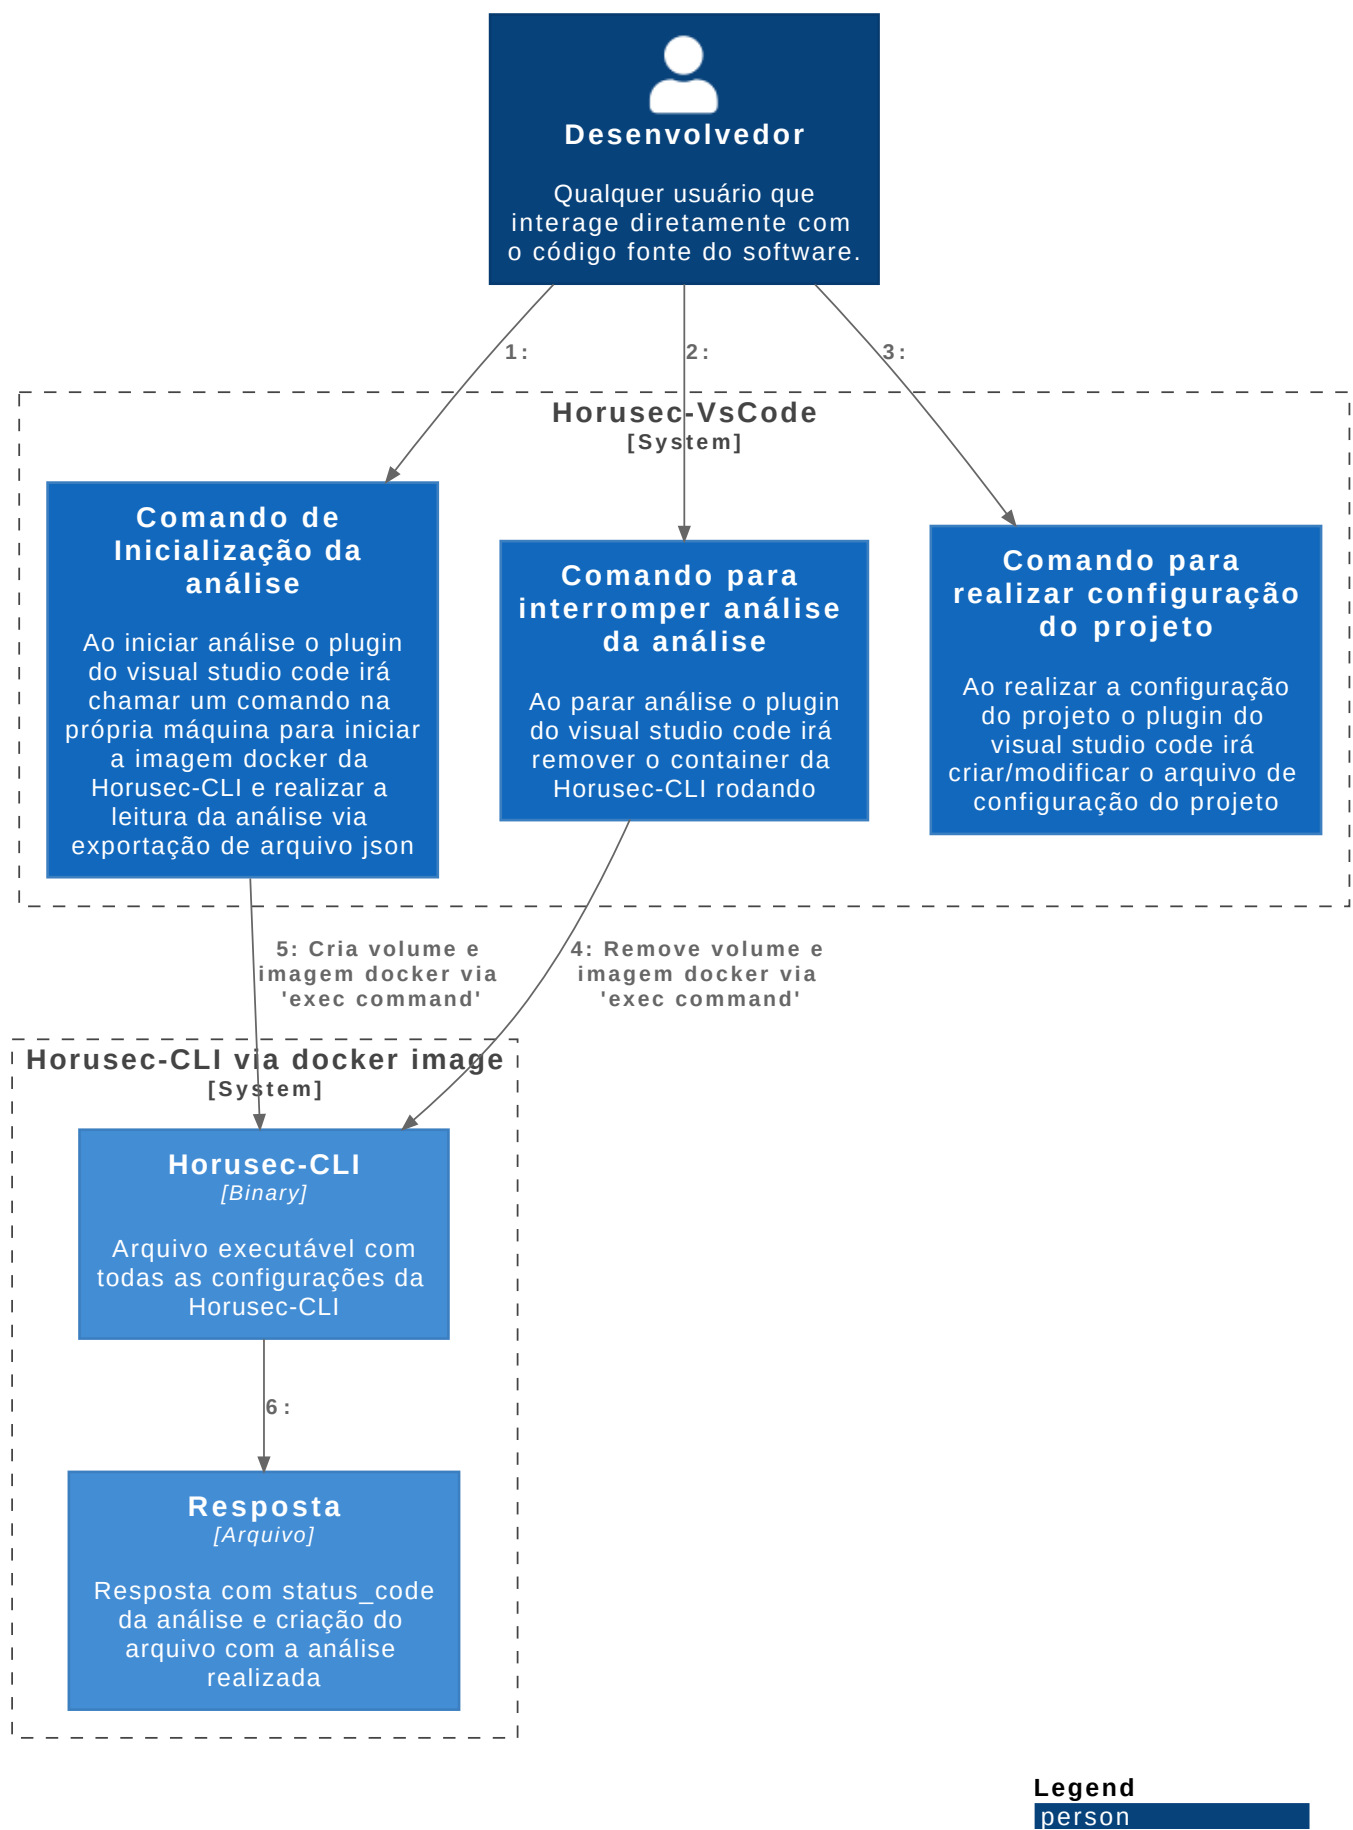 Desenvolvedor
Qualquer usuário que
interage diretamente com
o código fonte do software.
1:
2:
3:
Horusec-VsCode
[System]
Comando de
Inicialização da
análise
Ao iniciar análise o plugin
do visual studio code irá
chamar um comando na
própria máquina para iniciar
a imagem docker da
Horusec-CLI e realizar a
leitura da análise via
exportação de arquivo json
Comando para
interromper análise
da análise
Ao parar análise o plugin
do visual studio code irá
remover o container da
Horusec-CLI rodando
Comando para
realizar configuração
do projeto
Ao realizar a configuração
do projeto o plugin do
visual studio code irá
criar/modificar o arquivo de
configuração do projeto
5: Cria volume e
imagem docker via
'exec command'
4: Remove volume e
imagem docker via
'exec command'
Horusec-CLI via docker image
[System]
Horusec-CLI
[Binary]
Arquivo executável com
todas as configurações da
Horusec-CLI
6:
Resposta
[Arquivo]
Resposta com status_code
da análise e criação do
arquivo com a análise
realizada
Legend
person